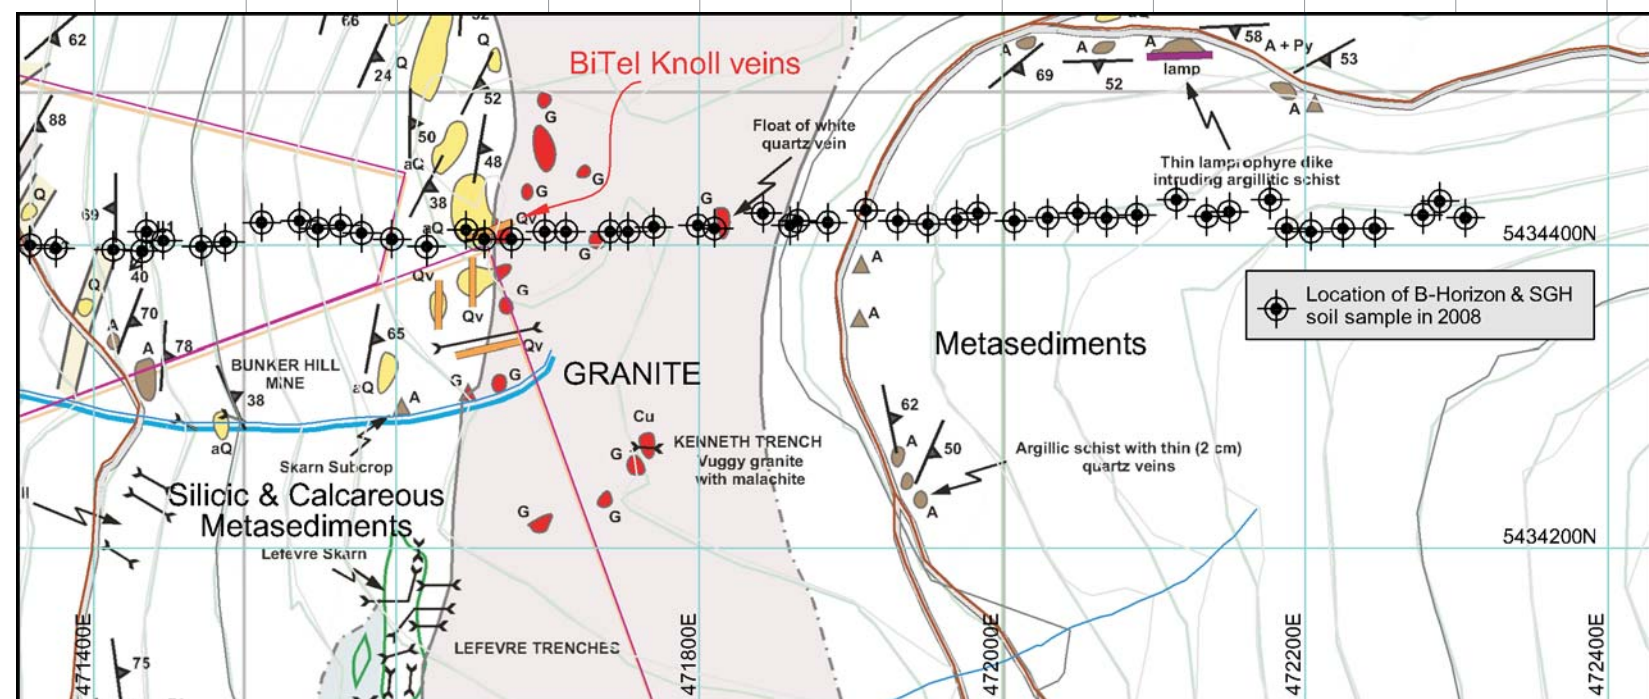 62
66
24
Q
52
Q
BiTel Knoll veins
69
A
A
52
A
lamp
58
A + Py
53
A
88
50
aQ
52
48
G
Float of white
quartz vein
Thin lamprophyre dike
intruding argillitic schist
Q
69
38
aQ
G
Qv
G
G
G
5434400N
40
Q
Qv
Qv
G
A
A
Location of B-Horizon & SGH
soil sample in 2008
70
A
A
78
65
Qv
BUNKER HILL
MINE
aQ
G
G
GRANITE
Metasediments
38
A
aQ
Skarn Subcrop
Cu
G
KENNETH TRENCH
Vuggy granite
with malachite
62
A
50
A
Argillic schist with thin (2 cm)
quartz veins
Silicic & Calcareous
Metasediments
G
G
Lefevre Skarn
5434200N
LEFEVRE TRENCHES
75
471400E
471800E
472000E
472200E
472400E